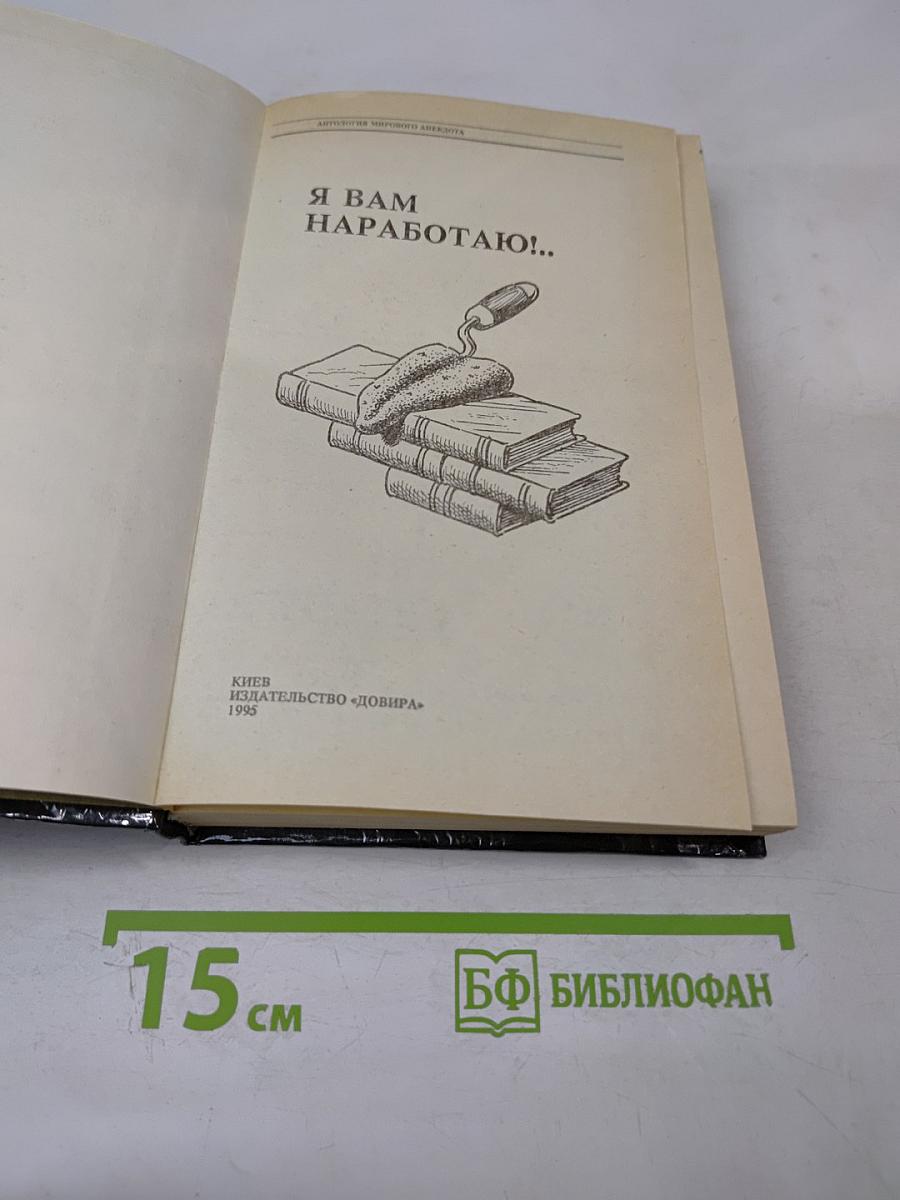 АНТОЛОГИЯ МИРОВОГО АНЕКДОТА
Я ВАМ
НАРАБОТАЮ!..
КИЕВ
ИЗДАТЕЛЬСТВО «ДОВИРА»
1995
15 см
БФ БИБЛИОФАН